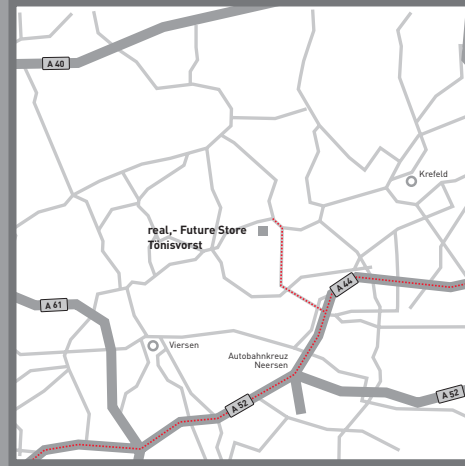 A 40
Krefeld
real,- Future Store
Tönisvorst
A 44
A 61
Viersen
Autobahnkreuz
Neersen
A 52
A 52